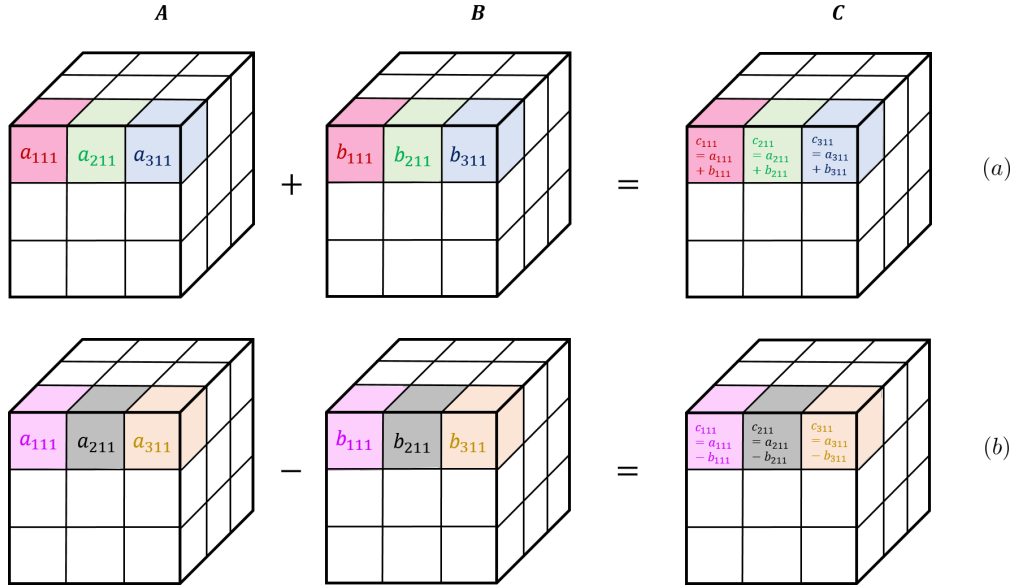 A B C
a111 a211 a311 + b111 b211 b311 = c111 = a111 + b111 c211 = a211 + b211 c311 = a311 + b311 (a)
a111 a211 a311 − b111 b211 b311 = c111 = a111 − b111 c211 = a211 − b211 c311 = a311 − b311 (b)